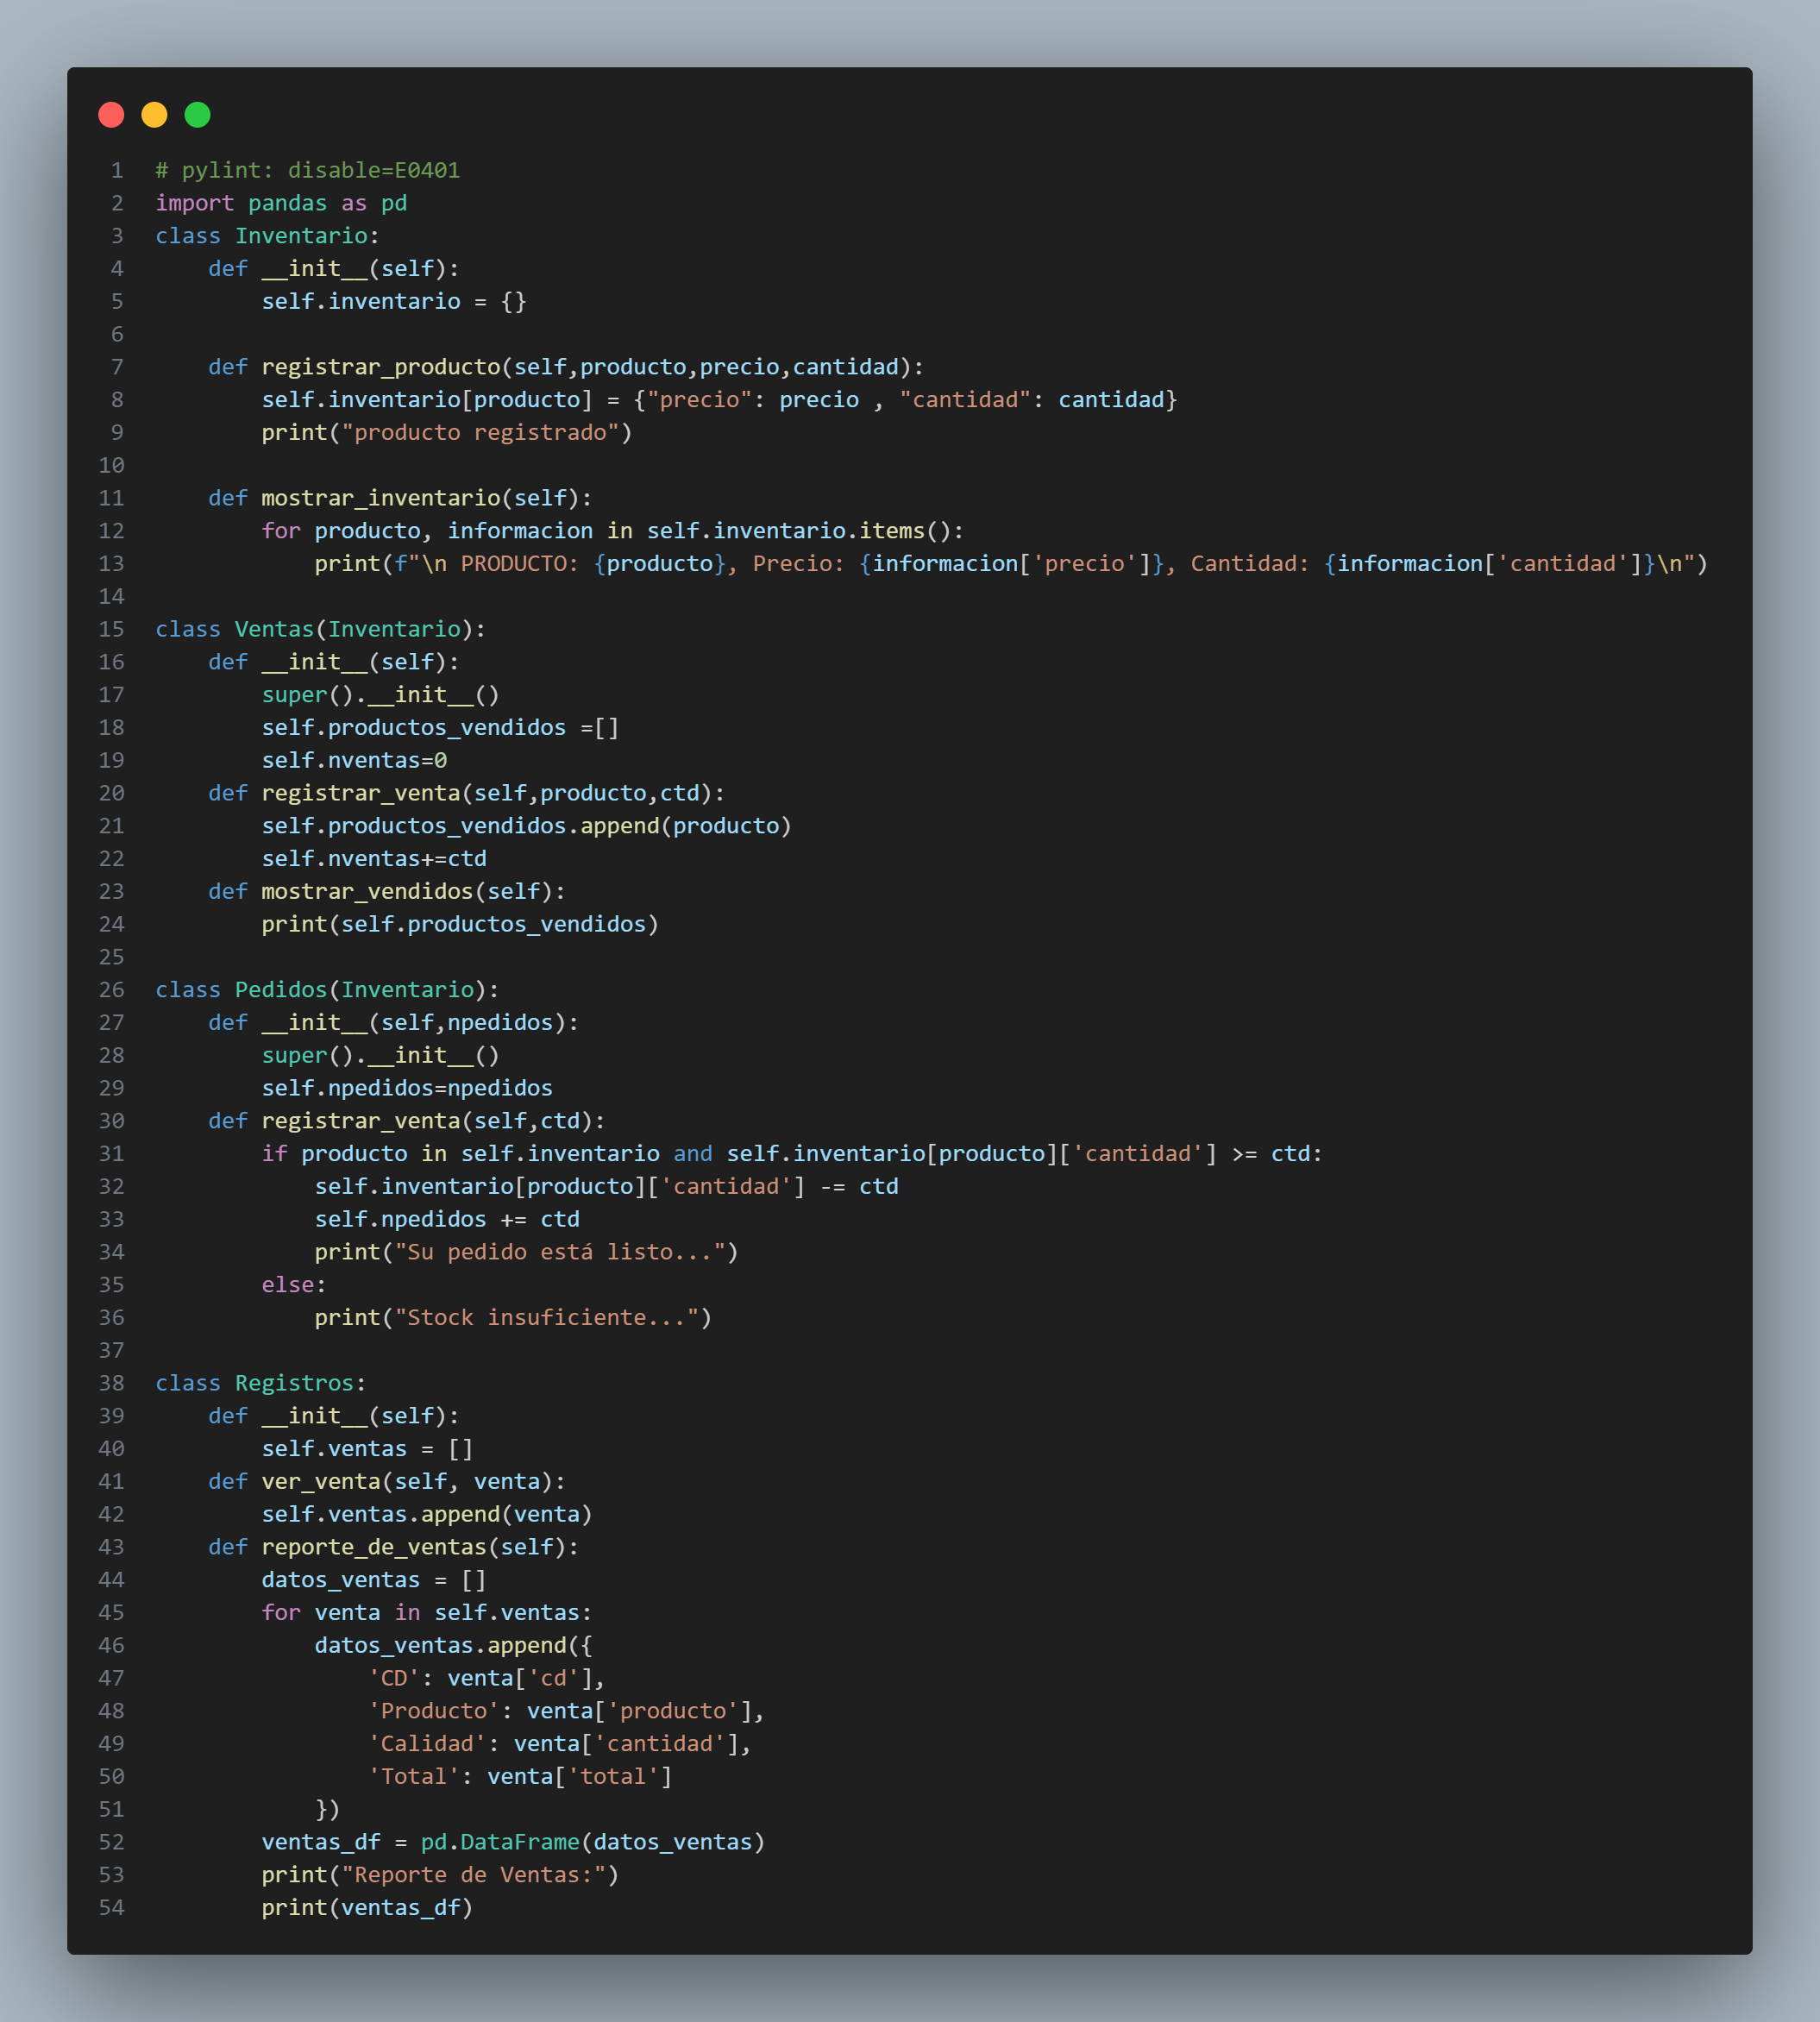 1 # pylint: disable=E0401
2 import pandas as pd
3 class Inventario:
4     def __init__(self):
5         self.inventario = {}
6
7     def registrar_producto(self,producto,precio,cantidad):
8         self.inventario[producto] = {"precio": precio , "cantidad": cantidad}
9         print("producto registrado")
10
11     def mostrar_inventario(self):
12         for producto, informacion in self.inventario.items():
13             print(f"\n PRODUCTO: {producto}, Precio: {informacion['precio']}, Cantidad: {informacion['cantidad']}\n")
14
15 class Ventas(Inventario):
16     def __init__(self):
17         super().__init__()
18         self.productos_vendidos =[]
19         self.nventas=0
20     def registrar_venta(self,producto,ctd):
21         self.productos_vendidos.append(producto)
22         self.nventas+=ctd
23     def mostrar_vendidos(self):
24         print(self.productos_vendidos)
25
26 class Pedidos(Inventario):
27     def __init__(self,npedidos):
28         super().__init__()
29         self.npedidos=npedidos
30     def registrar_venta(self,ctd):
31         if producto in self.inventario and self.inventario[producto]['cantidad'] >= ctd:
32             self.inventario[producto]['cantidad'] -= ctd
33             self.npedidos += ctd
34             print("Su pedido está listo...")
35         else:
36             print("Stock insuficiente...")
37
38 class Registros:
39     def __init__(self):
40         self.ventas = []
41     def ver_venta(self, venta):
42         self.ventas.append(venta)
43     def reporte_de_ventas(self):
44         datos_ventas = []
45         for venta in self.ventas:
46             datos_ventas.append({
47                 'CD': venta['cd'],
48                 'Producto': venta['producto'],
49                 'Calidad': venta['cantidad'],
50                 'Total': venta['total']
51             })
52         ventas_df = pd.DataFrame(datos_ventas)
53         print("Reporte de Ventas:")
54         print(ventas_df)